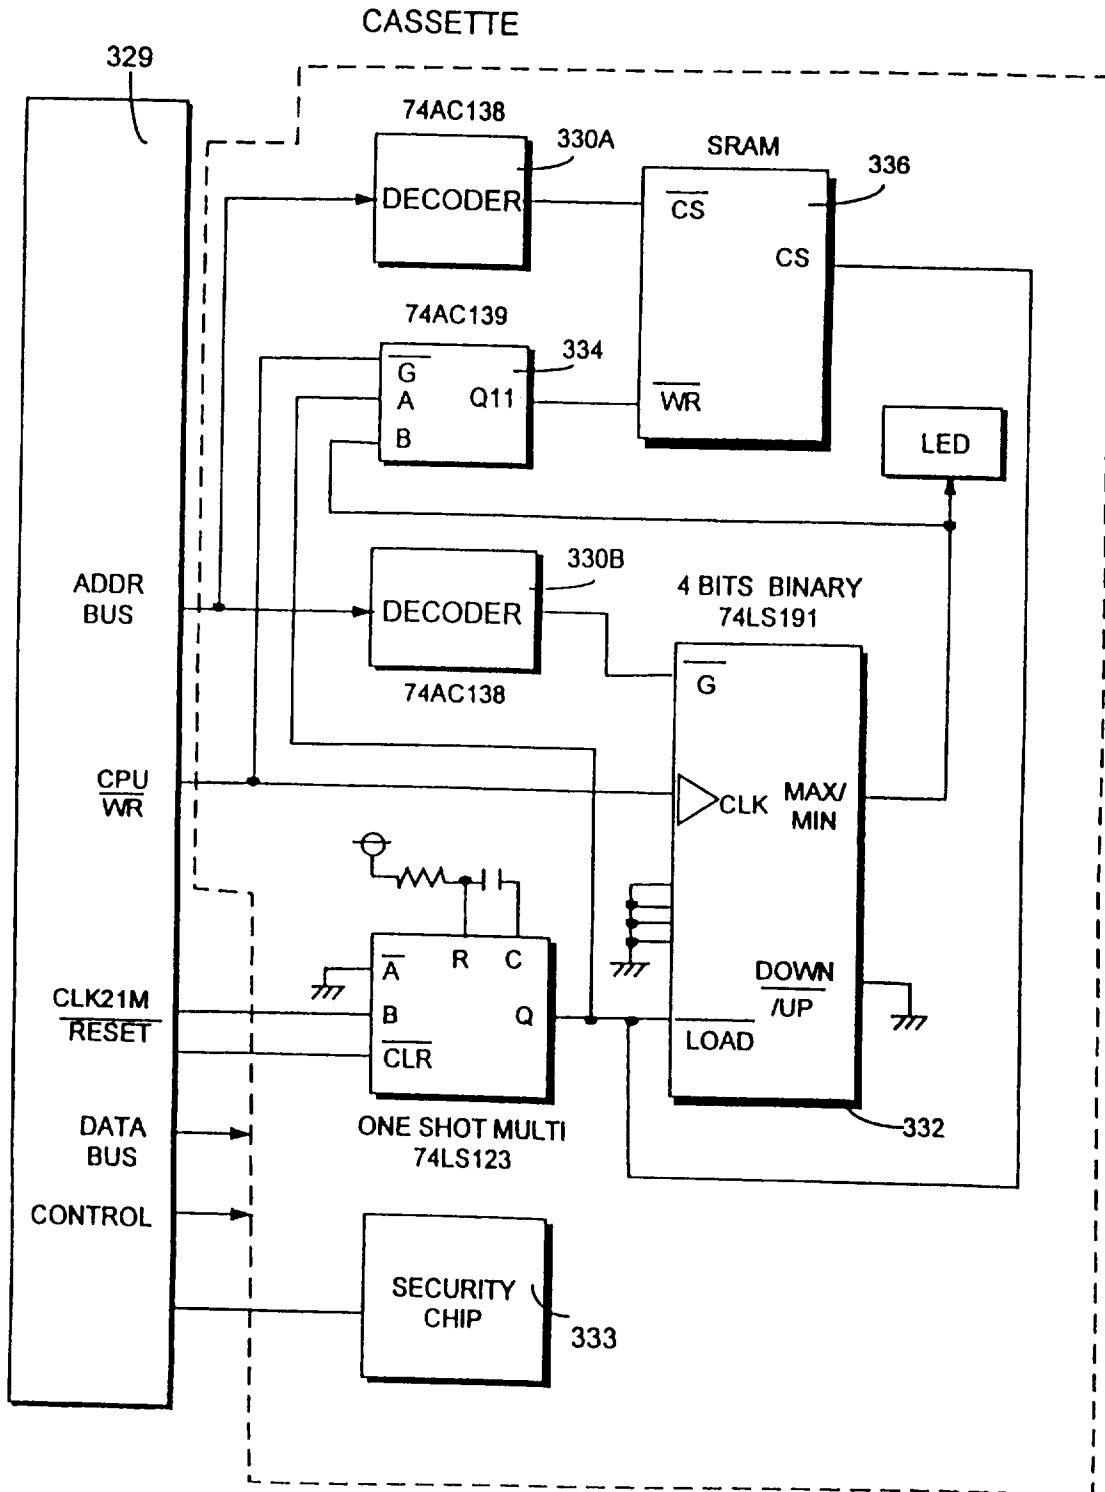 CASSETTE
329
74AC138
330A
DECODER
SRAM
336
CS
CS
74AC139
334
G
A
Q11
B
WR
LED
ADDR
BUS
330B
DECODER
74AC138
4 BITS BINARY
74LS191
G
CPU
WR
CLK
MAX/
MIN
R
C
A
B
Q
CLR
CLK21M
RESET
DOWN
/UP
LOAD
ONE SHOT MULTI
74LS123
332
DATA
BUS
CONTROL
SECURITY
CHIP
333